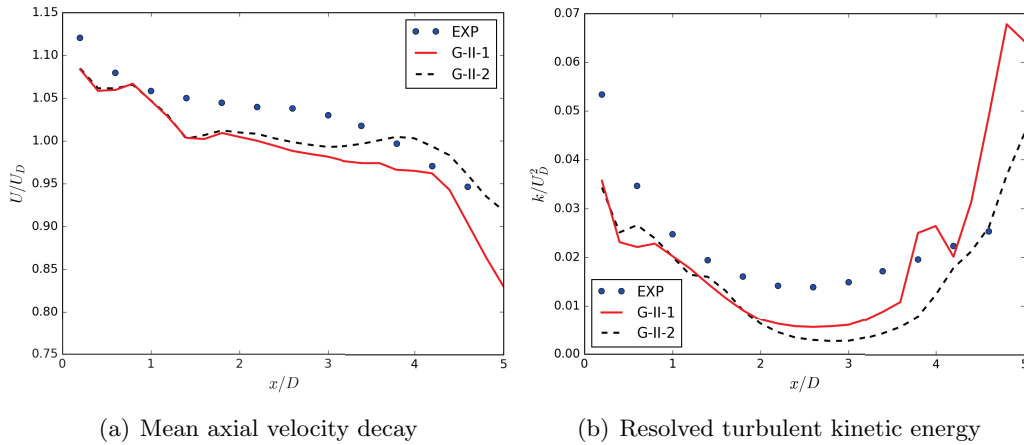 1.15
1.10
1.05
1.00
0.95
0.90
0.85
0.80
0.75
U/U_D
0 1 2 3 4 5
x/D
EXP
G-II-1
G-II-2
(a) Mean axial velocity decay
0.07
0.06
0.05
0.04
0.03
0.02
0.01
0.00
k/U_D^2
0 1 2 3 4 5
x/D
EXP
G-II-1
G-II-2
(b) Resolved turbulent kinetic energy